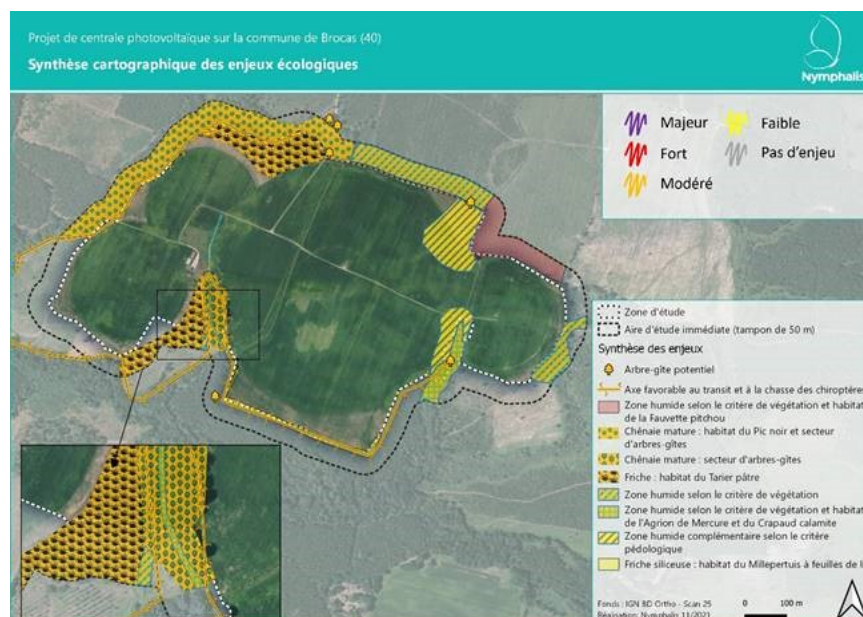 Projet de centrale photovoltaïque sur la commune de Brocas (40)
Synthèse cartographique des enjeux écologiques
Nymphalis
Majeur
Faible
Fort
Pas d'enjeu
Modéré
Zone d'étude
Aire d'étude immédiate (tampon de 50 m)
Synthèse des enjeux
Arbre-gîte potentiel
Axe favorable au transit et à la chasse des chiroptères
Zone humide selon le critère de végétation et habitat
de la Fauvette pitchou
Chênaie mature : habitat du Pic noir et secteur
d'arbres-gîtes
Chênaie mature : secteur d'arbres-gîtes
Friche : habitat du Tarier pâtre
Zone humide selon le critère de végétation
Zone humide selon le critère de végétation et habitat
de l'Agrion de Mercure et du Crapaud calamite
Zone humide complémentaire selon le critère
pédologique
Friche siliceuse : habitat du Millepertuis à feuilles de
Fonds : IGN BD Ortho - Scan 25
Réalisation: Nymphalis 11/2021
0 100 m